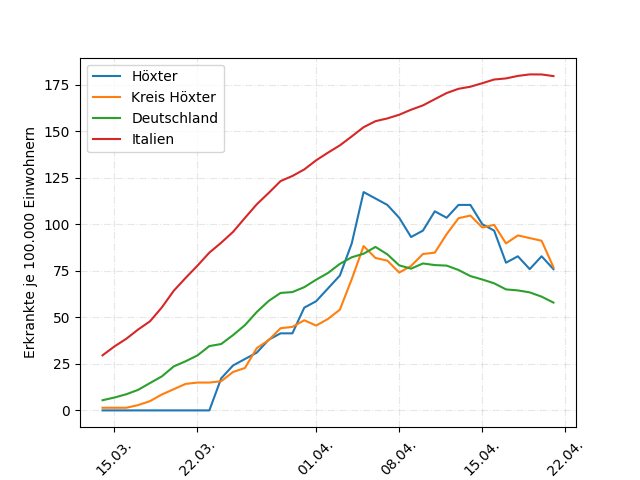 Höxter
Kreis Höxter
Deutschland
Italien
Erkrankte je 100.000 Einwohnern
175
150
125
100
75
50
25
0
15.03.
22.03.
01.04.
08.04.
15.04.
22.04.